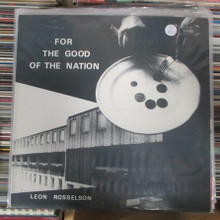 FOR
THE GOOD
OF THE NATION
LEON ROSSELSON